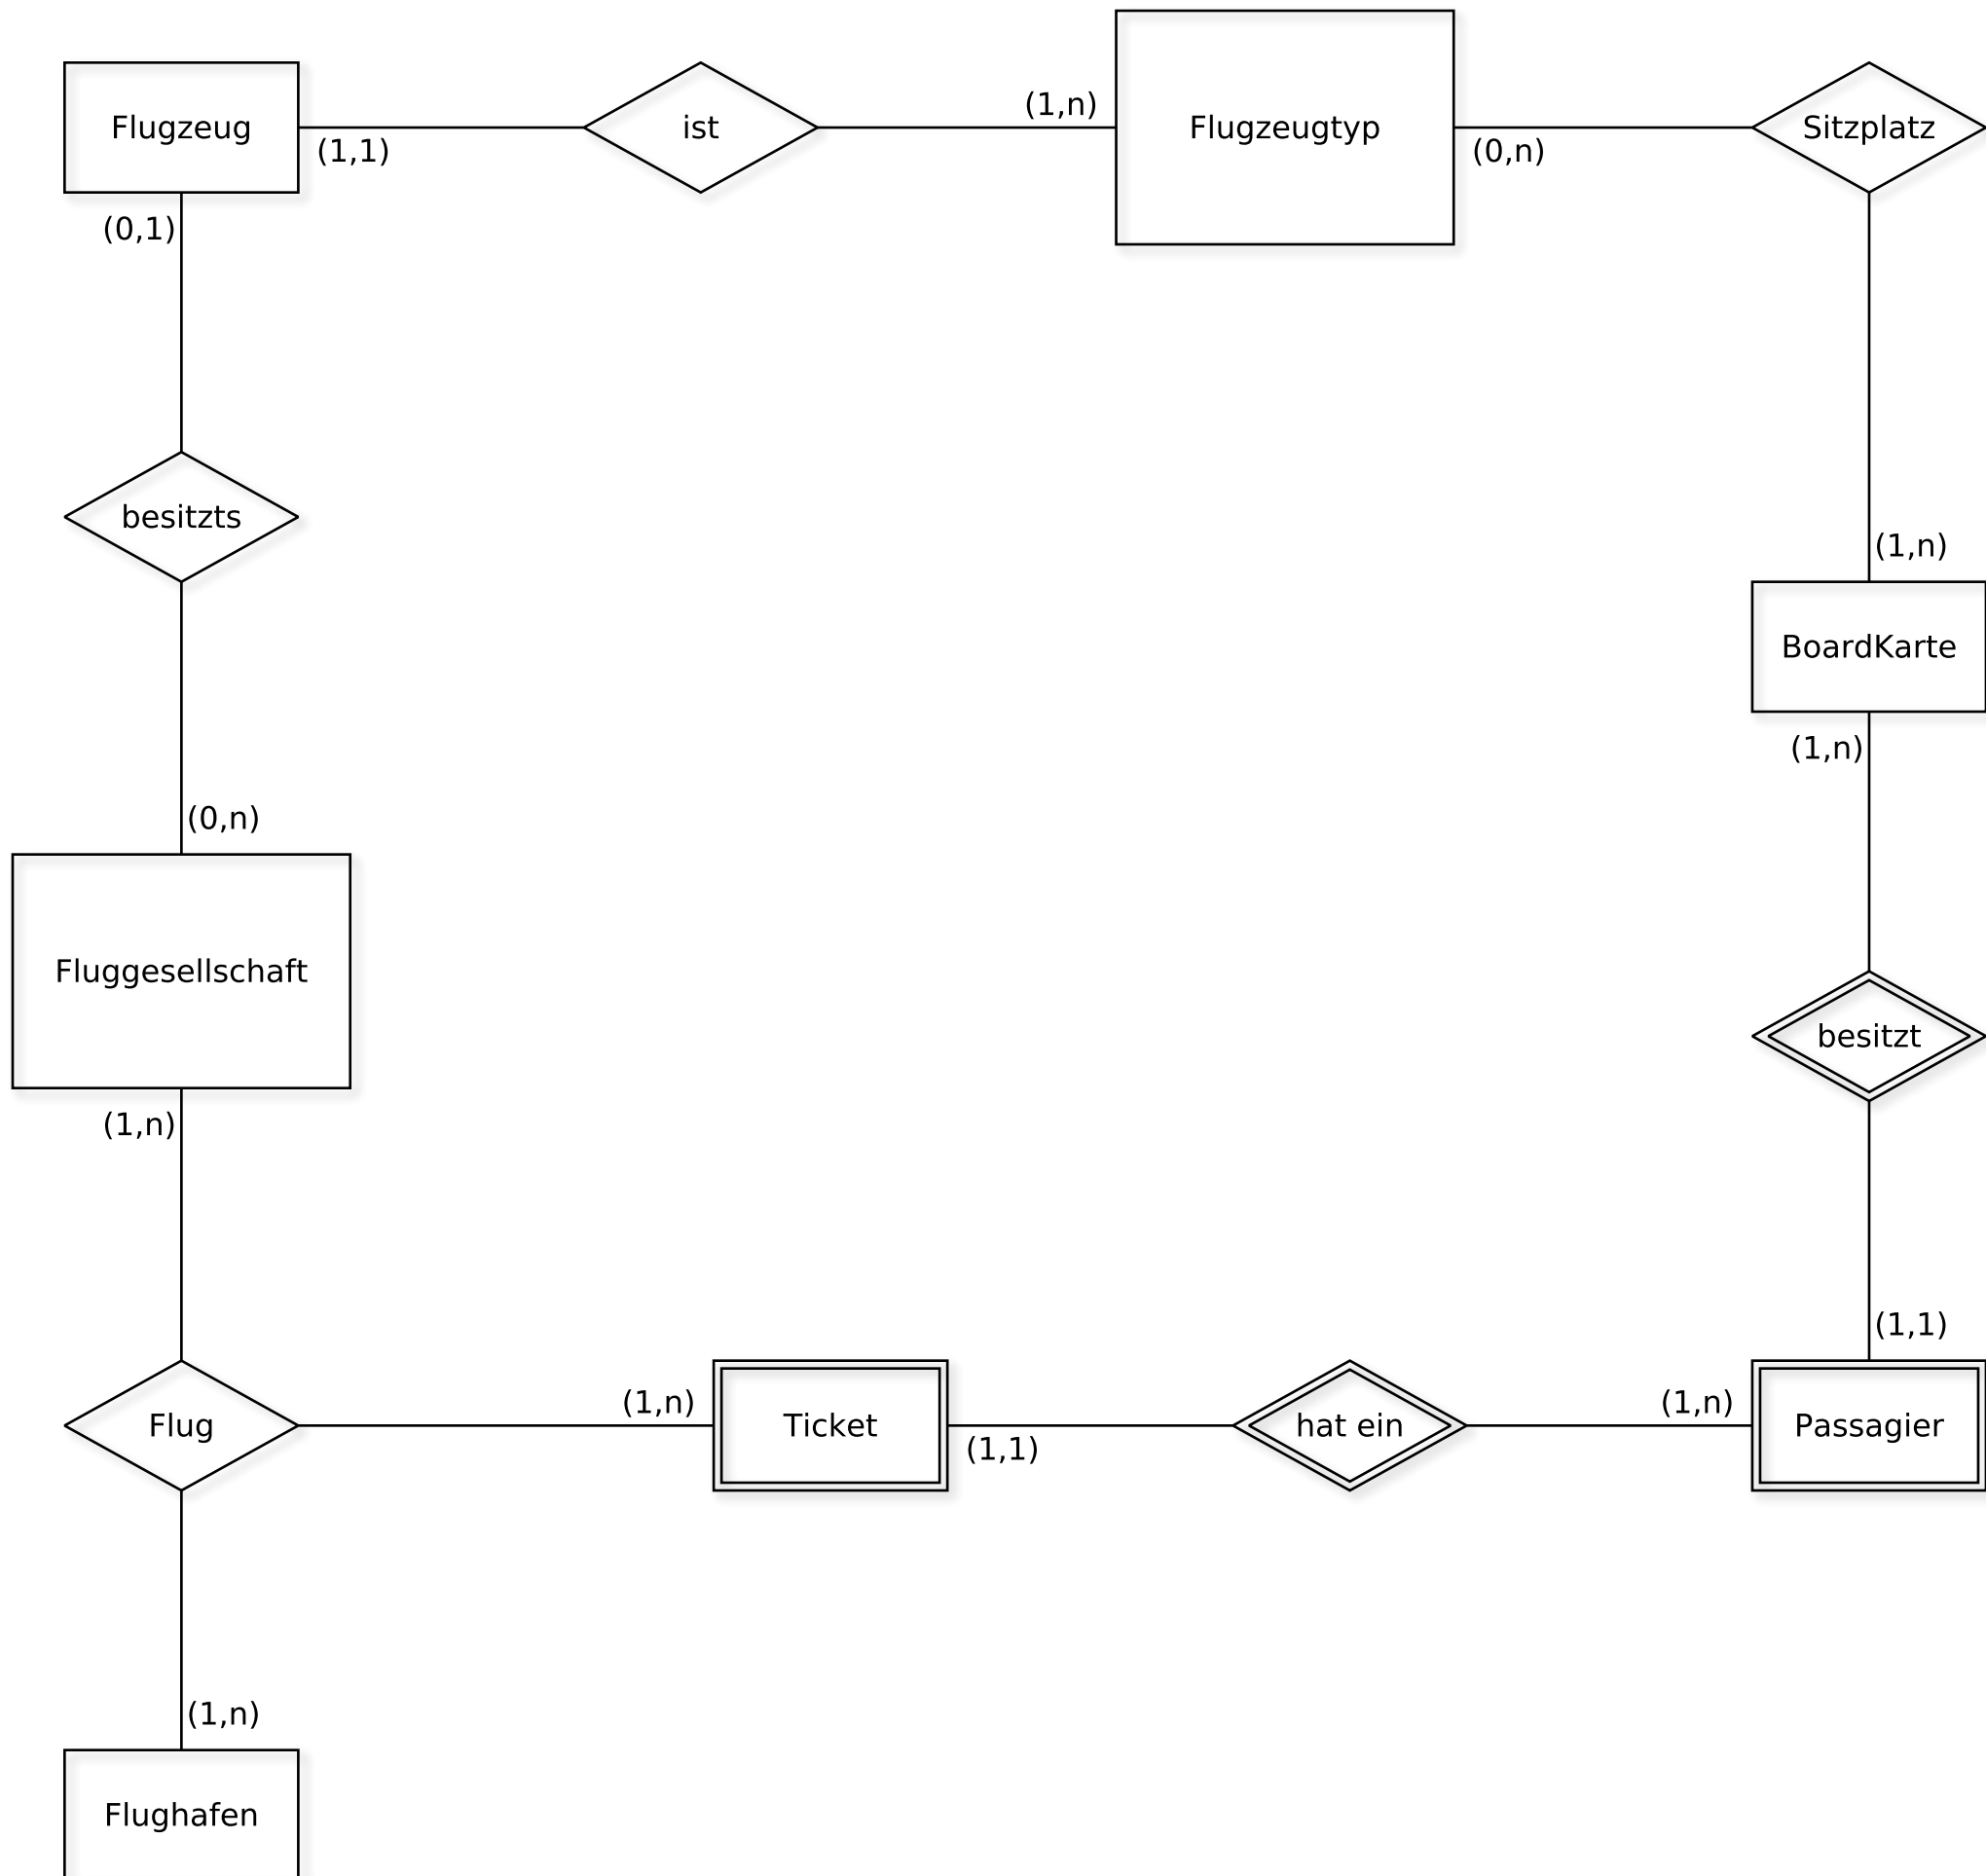 Flugzeug
(1,1)
ist
(1,n)
Flugzeugtyp
(0,n)
Sitzplatz
(0,1)
besitzts
(1,n)
BoardKarte
(1,n)
(0,n)
Fluggesellschaft
besitzt
(1,n)
(1,1)
Flug
(1,n)
Ticket
(1,1)
hat ein
(1,n)
Passagier
(1,n)
Flughafen